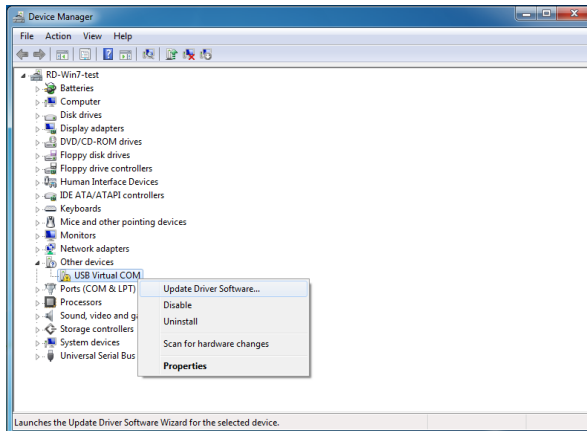 Device Manager
File Action View Help
RD-Win7-test
Batteries
Computer
Disk drives
Display adapters
DVD/CD-ROM drives
Floppy disk drives
Floppy drive controllers
Human Interface Devices
IDE ATA/ATAPI controllers
Keyboards
Mice and other pointing devices
Monitors
Network adapters
Other devices
USB Virtual COM
Ports (COM & LPT)
Processors
Sound, video and ga
Storage controllers
System devices
Universal Serial Bus
Update Driver Software...
Disable
Uninstall
Scan for hardware changes
Properties
Launches the Update Driver Software Wizard for the selected device.